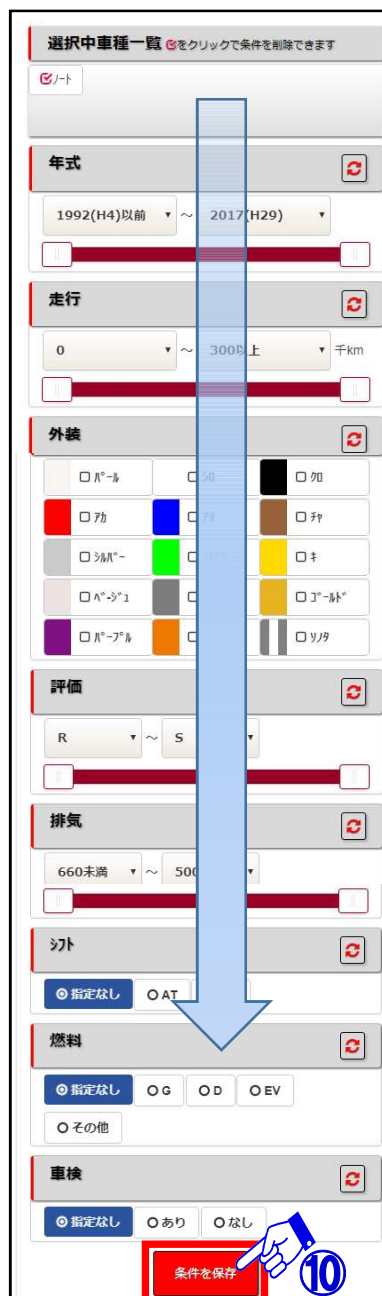 選択中車種一覧 をクリックで条件を削除できます
ﾉｰﾄ
年式
1992(H4)以前 ～ 2017(H29)
走行
0 ～ 300以上 千km
外装
ﾊﾟｰﾙ ｼﾛ ｸﾛ
ｱｶ ｱｵ ﾁｬ
ｼﾙﾊﾞｰ ｷ
ﾍﾞｰｼﾞｭ ｺﾞｰﾙﾄﾞ
ﾊﾟｰﾌﾟﾙ ｿﾉﾀ
評価
R ～ S
排気
660未満 ～ 500
ｼﾌﾄ
指定なし AT
燃料
指定なし G D EV
その他
車検
指定なし あり なし
条件を保存
⑩